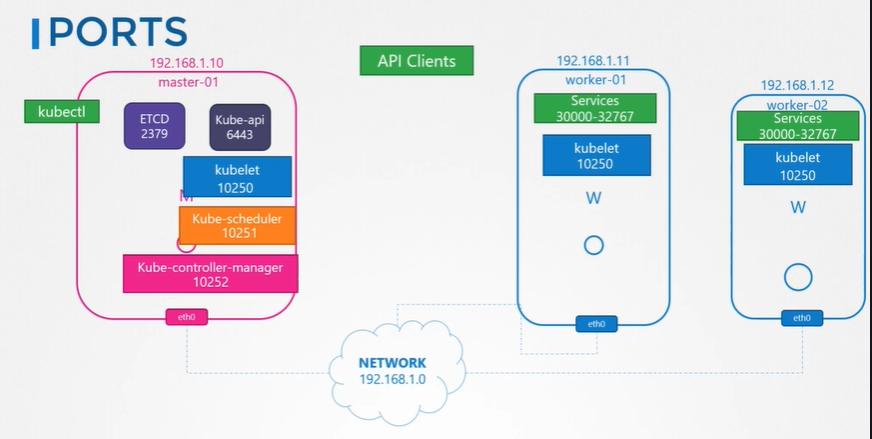 PORTS
192.168.1.10
master-01
kubectl
ETCD
2379
Kube-api
6443
kubelet
10250
M
Kube-scheduler
10251
Kube-controller-manager
10252
eth0
API Clients
192.168.1.11
worker-01
Services
30000-32767
kubelet
10250
W
eth0
192.168.1.12
worker-02
Services
30000-32767
kubelet
10250
W
eth0
NETWORK
192.168.1.0